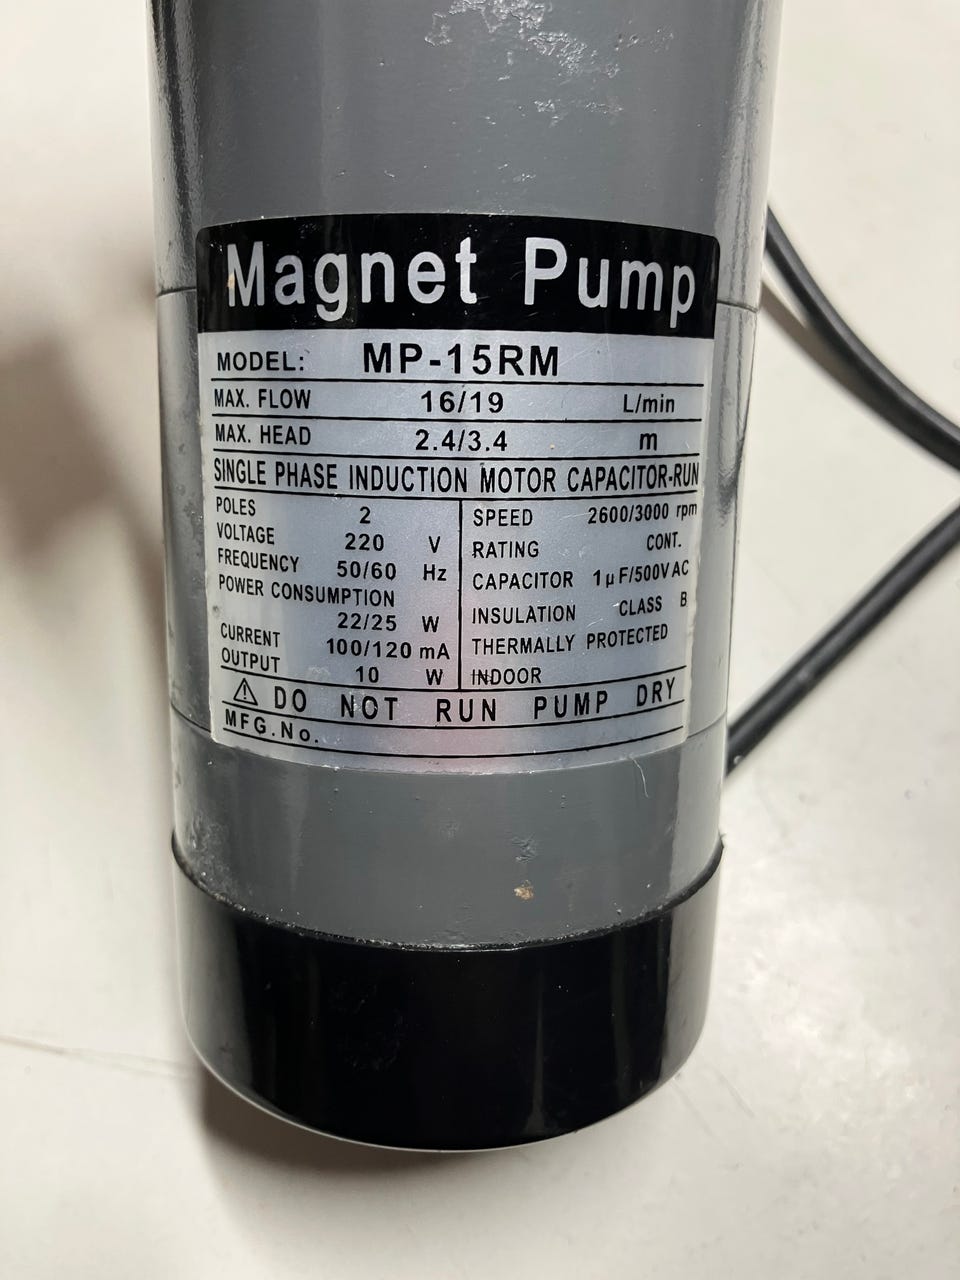 Magnet Pump
MODEL: MP-15RM
MAX. FLOW 16/19 L/min
MAX. HEAD 2.4/3.4 m
SINGLE PHASE INDUCTION MOTOR CAPACITOR-RUN
POLES 2
VOLTAGE 220 V
FREQUENCY 50/60 Hz
POWER CONSUMPTION
22/25 W
CURRENT 100/120 mA
OUTPUT 10 W
SPEED 2600/3000 rpm
RATING CONT.
CAPACITOR 1μF/500V AC
INSULATION CLASS B
THERMALLY PROTECTED
INDOOR
⚠ DO NOT RUN PUMP DRY
MFG.No.